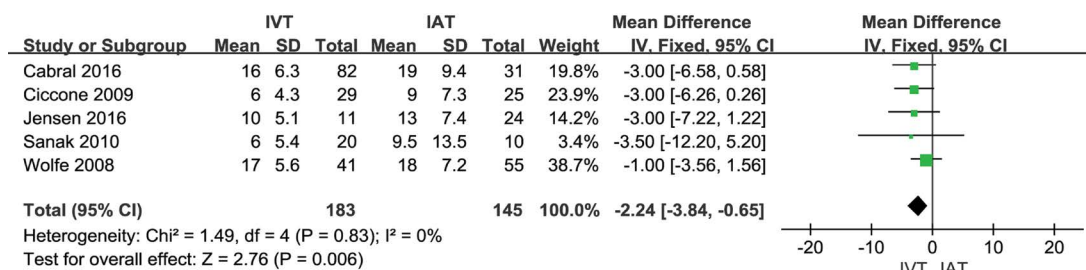 IVT IAT Mean Difference Mean Difference
Study or Subgroup Mean SD Total Mean SD Total Weight IV, Fixed, 95% CI IV, Fixed, 95% CI
Cabral 2016 16 6.3 82 19 9.4 31 19.8% -3.00 [-6.58, 0.58]
Ciccone 2009 6 4.3 29 9 7.3 25 23.9% -3.00 [-6.26, 0.26]
Jensen 2016 10 5.1 11 13 7.4 24 14.2% -3.00 [-7.22, 1.22]
Sanak 2010 6 5.4 20 9.5 13.5 10 3.4% -3.50 [-12.20, 5.20]
Wolfe 2008 17 5.6 41 18 7.2 55 38.7% -1.00 [-3.56, 1.56]
Total (95% CI) 183 145 100.0% -2.24 [-3.84, -0.65]
Heterogeneity: Chi² = 1.49, df = 4 (P = 0.83); I² = 0%
Test for overall effect: Z = 2.76 (P = 0.006)
-20 -10 0 10 20
IVT IAT